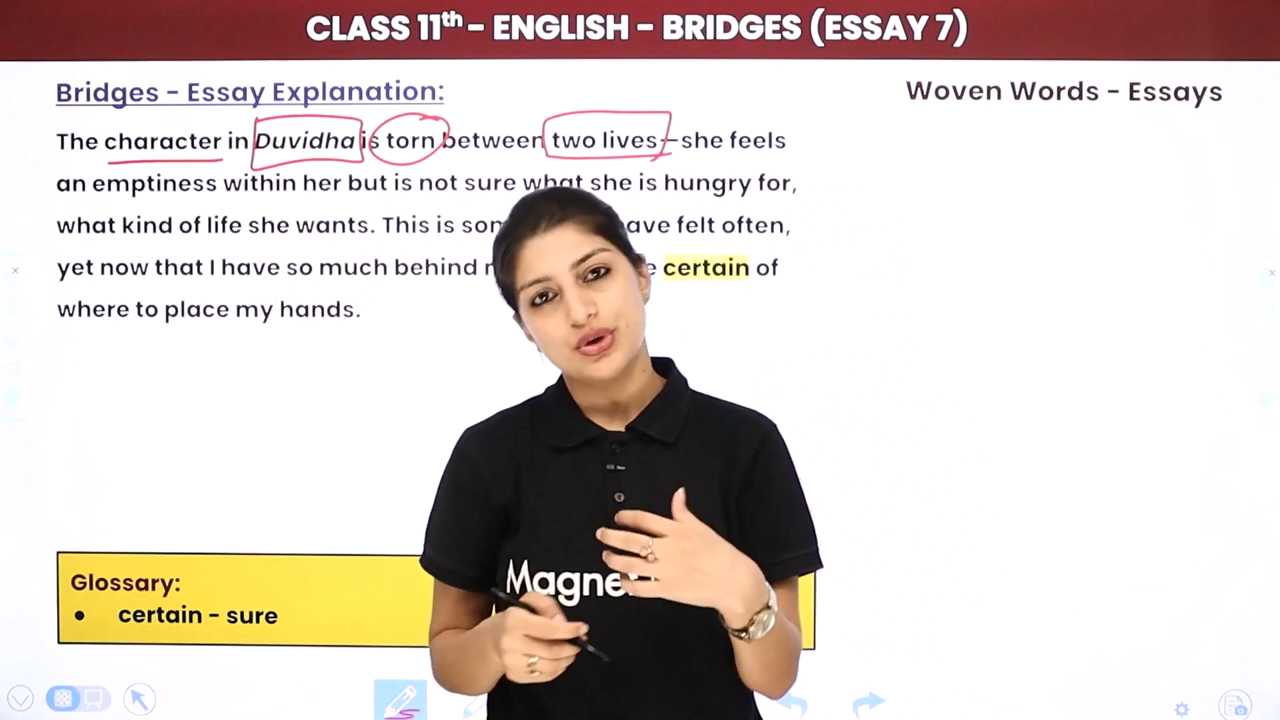 CLASS 11th - ENGLISH - BRIDGES (ESSAY 7)
Bridges - Essay Explanation:
Woven Words - Essays
The character in Duvidha is torn between two lives—she feels
an emptiness within her but is not sure what she is hungry for,
what kind of life she wants. This is ave felt often,
yet now that I have so much behind certain of
where to place my hands.
Glossary:
• certain - sure
Magne